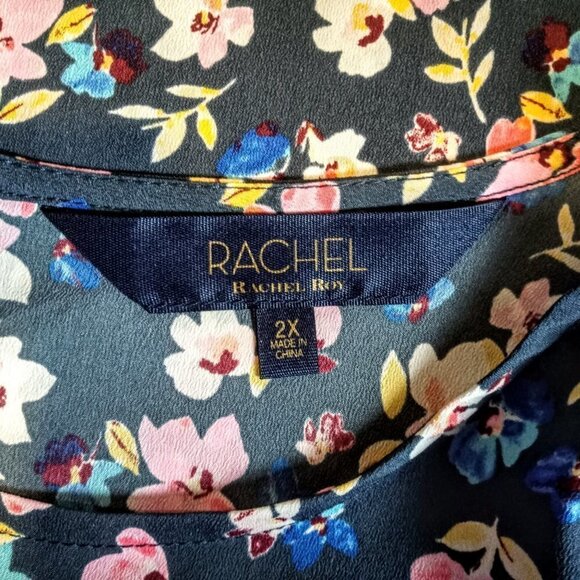 RACHEL
RACHEL ROY
2X
MADE IN
CHINA